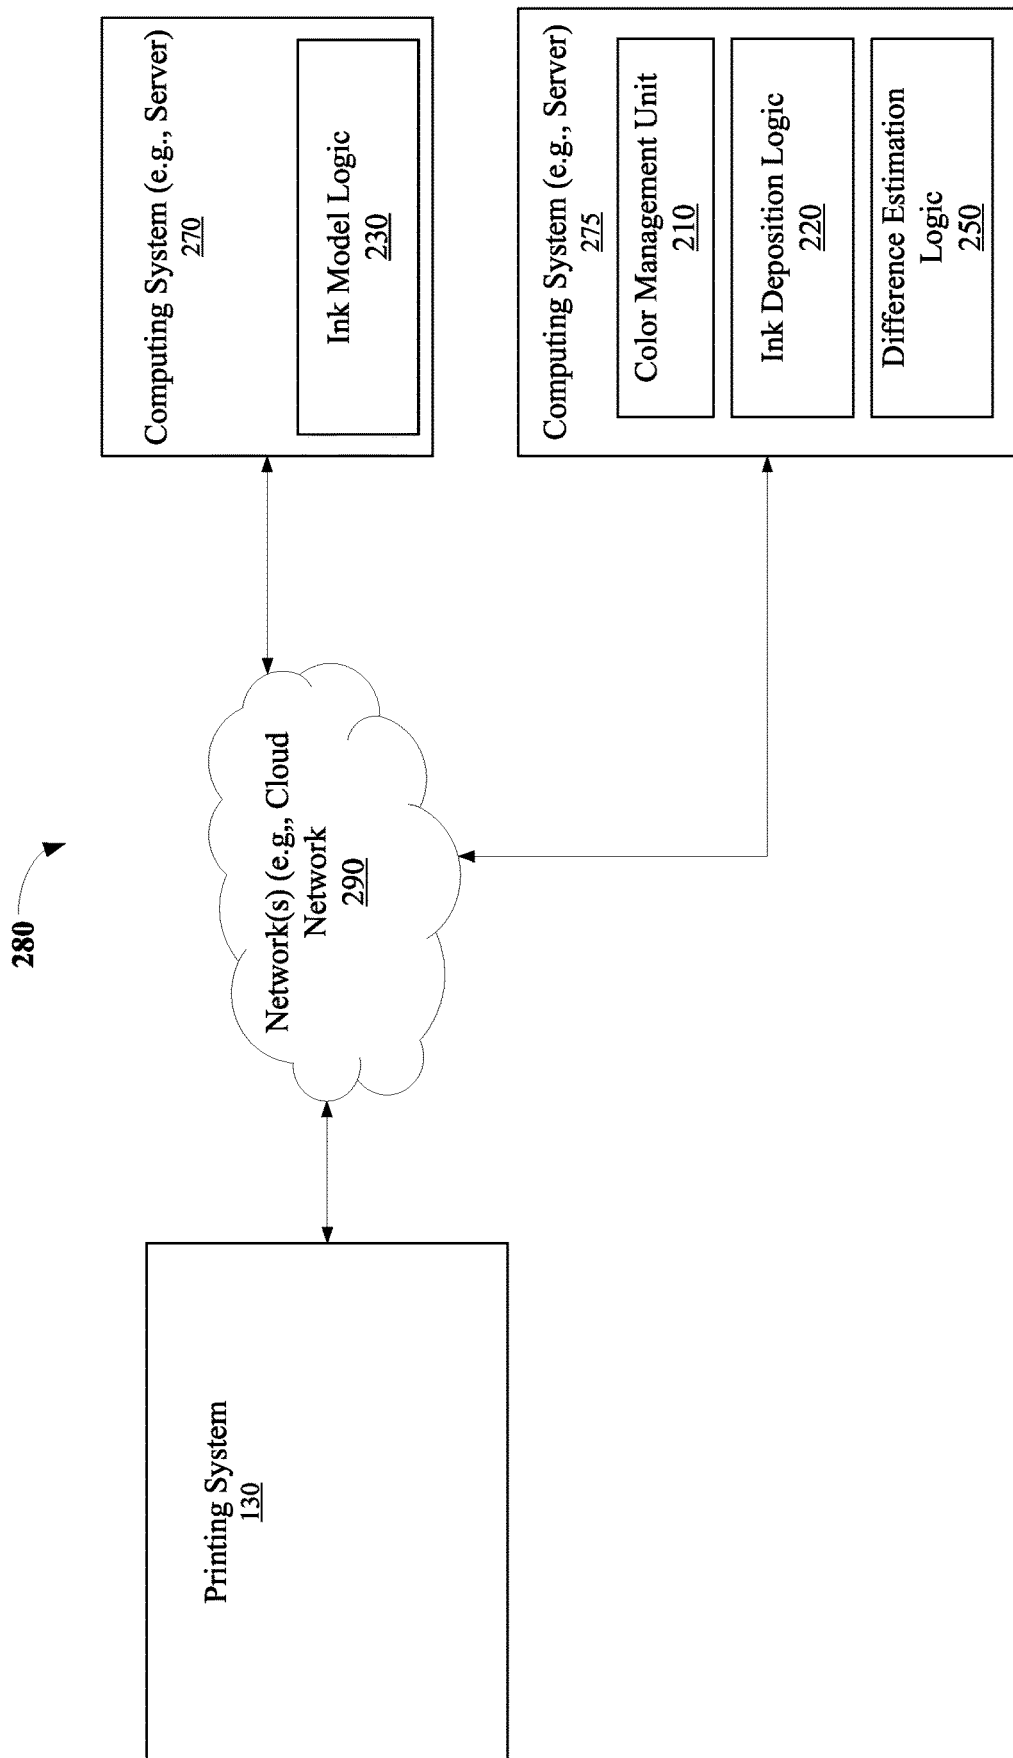 280
Printing System
130
Network(s) (e.g,, Cloud
Network
290
Computing System (e.g., Server)
270
Ink Model Logic
230
Computing System (e.g., Server)
275
Color Management Unit
210
Ink Deposition Logic
220
Difference Estimation
Logic
250